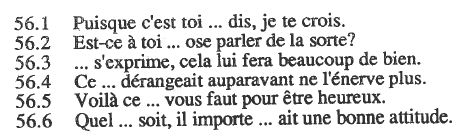 56.1 Puisque c'est toi ... dis, je te crois.
56.2 Est-ce à toi ... ose parler de la sorte?
56.3 ... s'exprime, cela lui fera beaucoup de bien.
56.4 Ce ... dérangeait auparavant ne l'énerve plus.
56.5 Voilà ce ... vous faut pour être heureux.
56.6 Quel ... soit, il importe ... ait une bonne attitude.